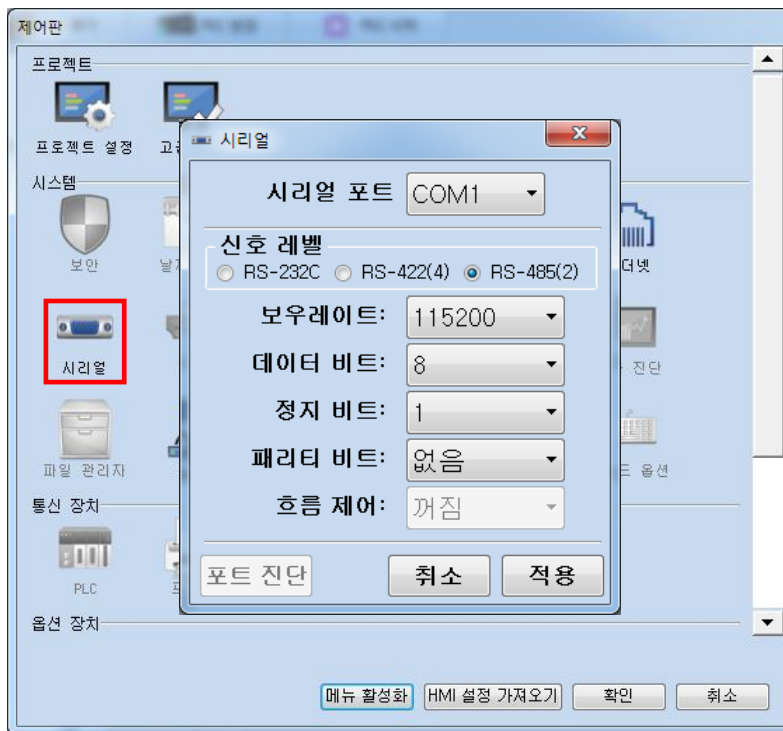 제어판
프로젝트
프로젝트 설정
시스템
보안
더넷
시리얼
진단
파일 관리자
드 옵션
통신 장치
PLC
옵션 장치
시리얼
시리얼 포트 COM1
신호 레벨
RS-232C RS-422(4) RS-485(2)
보우레이트: 115200
데이터 비트: 8
정지 비트: 1
패리티 비트: 없음
흐름 제어: 꺼짐
포트 진단 취소 적용
메뉴 활성화 HMI 설정 가져오기 확인 취소